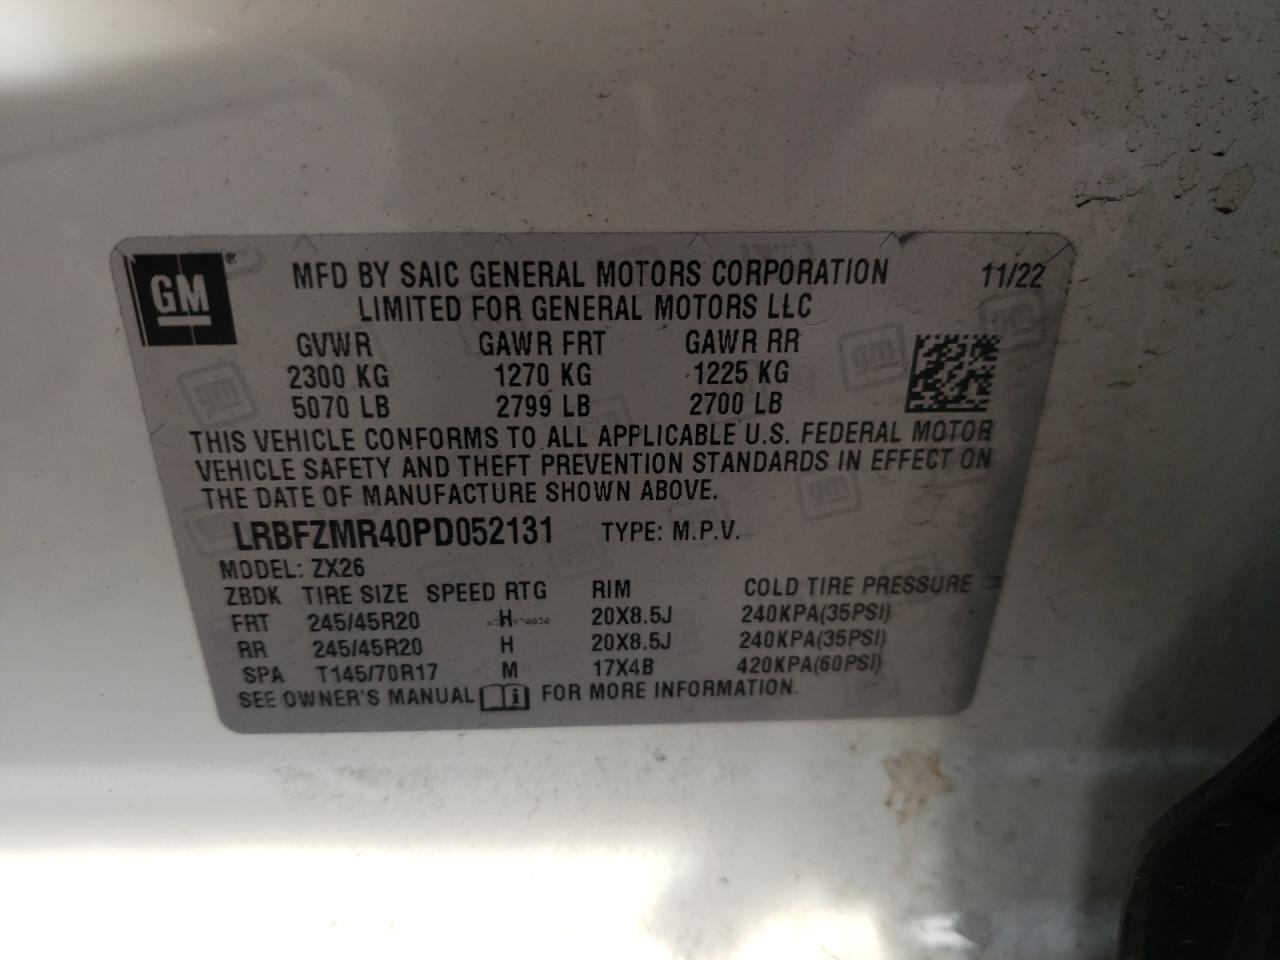 GM® MFD BY SAIC GENERAL MOTORS CORPORATION 11/22
LIMITED FOR GENERAL MOTORS LLC
GVWR GAWR FRT GAWR RR
2300 KG 1270 KG 1225 KG
5070 LB 2799 LB 2700 LB
THIS VEHICLE CONFORMS TO ALL APPLICABLE U.S. FEDERAL MOTOR
VEHICLE SAFETY AND THEFT PREVENTION STANDARDS IN EFFECT ON
THE DATE OF MANUFACTURE SHOWN ABOVE.
LRBFZMR40PD052131 TYPE: M.P.V.
MODEL: ZX26
ZBDK TIRE SIZE SPEED RTG RIM COLD TIRE PRESSURE
FRT 245/45R20 H 20X8.5J 240KPA(35PSI)
RR 245/45R20 H 20X8.5J 240KPA(35PSI)
SPA T145/70R17 M 17X4B 420KPA(60PSI)
SEE OWNER'S MANUAL i FOR MORE INFORMATION.